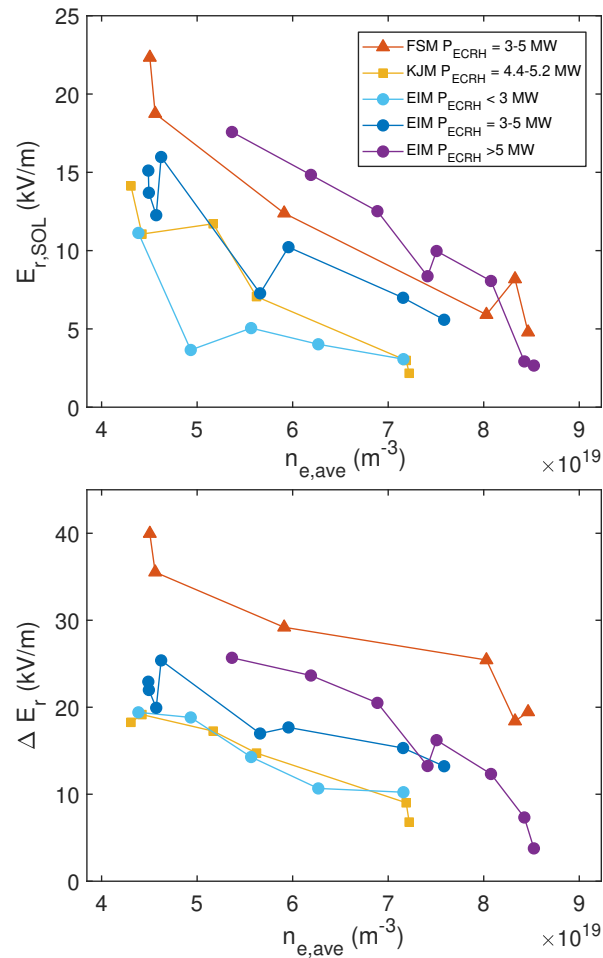 25
20
15
10
5
0
E_r,SOL (kV/m)
FSM P_ECRH = 3-5 MW
KJM P_ECRH = 4.4-5.2 MW
EIM P_ECRH < 3 MW
EIM P_ECRH = 3-5 MW
EIM P_ECRH >5 MW
4 5 6 7 8 9
n_e,ave (m^-3)
×10^19
40
30
20
10
0
Δ E_r (kV/m)
4 5 6 7 8 9
n_e,ave (m^-3)
×10^19